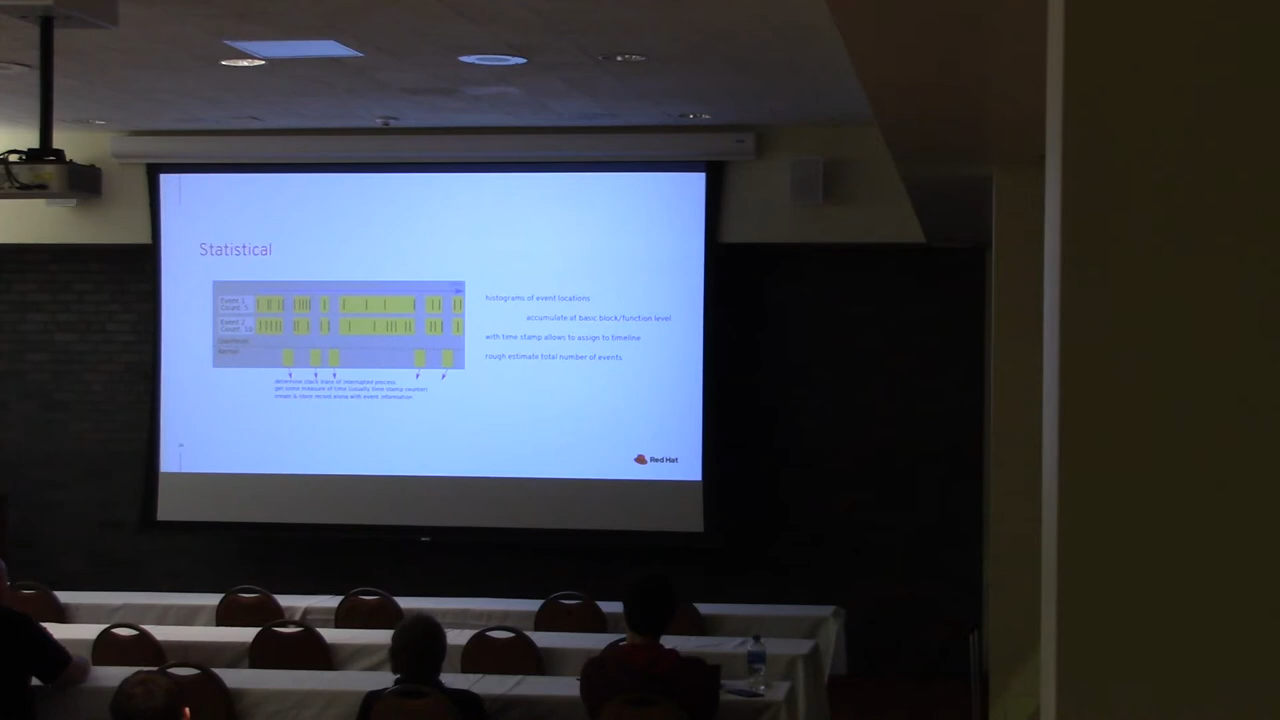 Statistical
Event 1
Count: 5
Event 2
Count: 10
Userlevel
Kernel
determine stack trans of interrupted process
get some measure of time (usually time stamp counter)
create & store record along with event information
histograms of event locations
accumulate at basic block/function level
with time stamp allows to assign to timeline
rough estimate total number of events
Red Hat